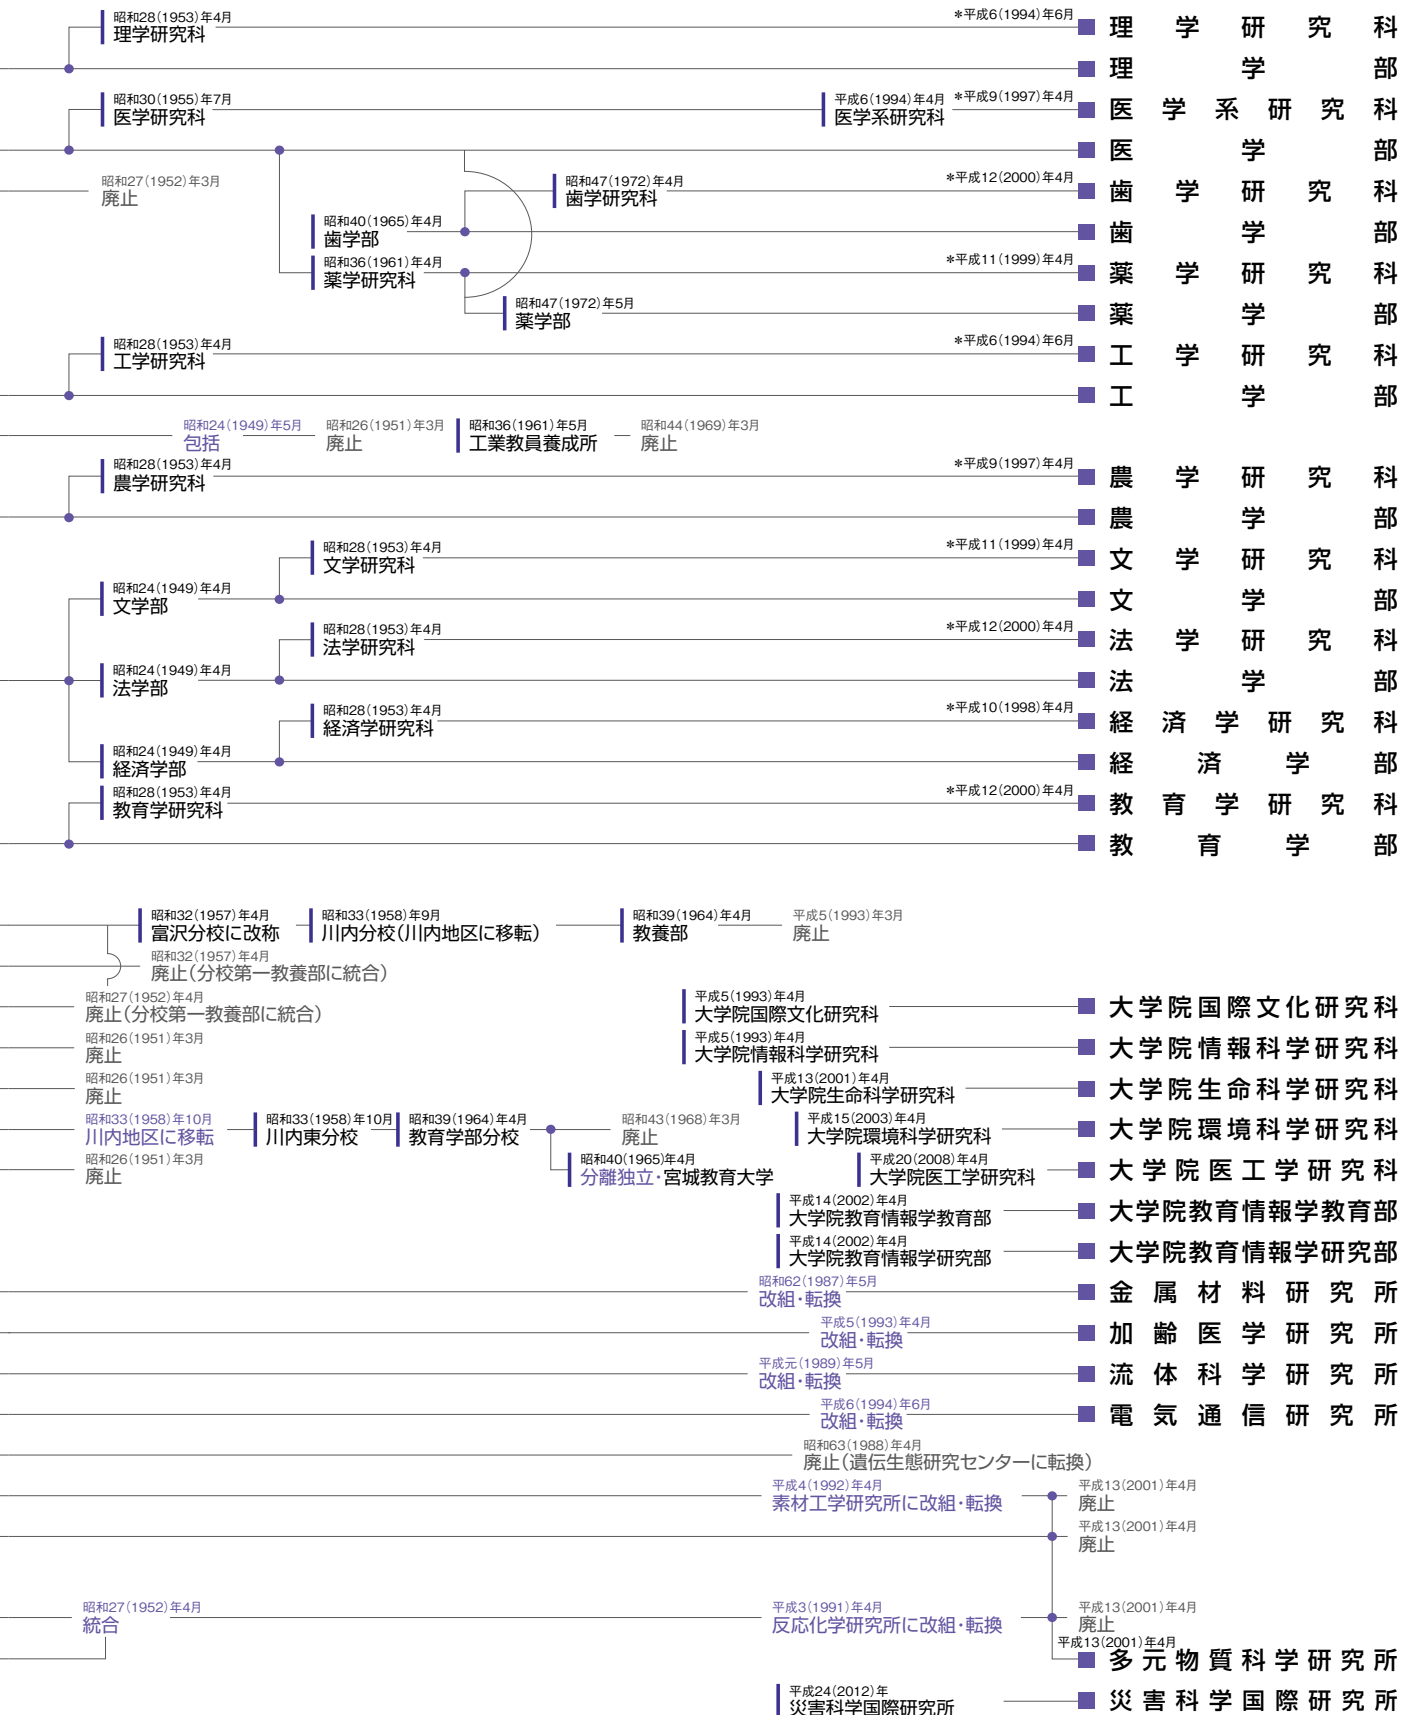 昭和28(1953)年4月
理学研究科
＊平成6(1994)年6月
理学研究科
理学部
昭和30(1955)年7月
医学研究科
平成6(1994)年4月
医学系研究科
＊平成9(1997)年4月
医学系研究科
医学部
昭和27(1952)年3月
廃止
昭和47(1972)年4月
歯学研究科
＊平成12(2000)年4月
歯学研究科
昭和40(1965)年4月
歯学部
歯学部
昭和36(1961)年4月
薬学研究科
＊平成11(1999)年4月
薬学研究科
昭和47(1972)年5月
薬学部
薬学部
昭和28(1953)年4月
工学研究科
＊平成6(1994)年6月
工学研究科
工学部
昭和24(1949)年5月
包括
昭和26(1951)年3月
廃止
昭和36(1961)年5月
工業教員養成所
昭和44(1969)年3月
廃止
昭和28(1953)年4月
農学研究科
＊平成9(1997)年4月
農学研究科
農学部
昭和28(1953)年4月
文学研究科
＊平成11(1999)年4月
文学研究科
昭和24(1949)年4月
文学部
文学部
昭和28(1953)年4月
法学研究科
＊平成12(2000)年4月
法学研究科
昭和24(1949)年4月
法学部
法学部
昭和28(1953)年4月
経済学研究科
＊平成10(1998)年4月
経済学研究科
昭和24(1949)年4月
経済学部
経済学部
昭和28(1953)年4月
教育学研究科
＊平成12(2000)年4月
教育学研究科
教育学部
昭和32(1957)年4月
富沢分校に改称
昭和33(1958)年9月
川内分校(川内地区に移転)
昭和39(1964)年4月
教養部
平成5(1993)年3月
廃止
昭和32(1957)年4月
廃止(分校第一教養部に統合)
昭和27(1952)年4月
廃止(分校第一教養部に統合)
平成5(1993)年4月
大学院国際文化研究科
大学院国際文化研究科
昭和26(1951)年3月
廃止
平成5(1993)年4月
大学院情報科学研究科
大学院情報科学研究科
昭和26(1951)年3月
廃止
平成13(2001)年4月
大学院生命科学研究科
大学院生命科学研究科
昭和33(1958)年10月
川内地区に移転
昭和33(1958)年10月
川内東分校
昭和39(1964)年4月
教育学部分校
昭和43(1968)年3月
廃止
平成15(2003)年4月
大学院環境科学研究科
大学院環境科学研究科
昭和26(1951)年3月
廃止
昭和40(1965)年4月
分離独立・宮城教育大学
平成20(2008)年4月
大学院医工学研究科
大学院医工学研究科
平成14(2002)年4月
大学院教育情報学教育部
大学院教育情報学教育部
平成14(2002)年4月
大学院教育情報学研究部
大学院教育情報学研究部
昭和62(1987)年5月
改組・転換
金属材料研究所
平成5(1993)年4月
改組・転換
加齢医学研究所
平成元(1989)年5月
改組・転換
流体科学研究所
平成6(1994)年6月
改組・転換
電気通信研究所
昭和63(1988)年4月
廃止(遺伝生態研究センターに転換)
平成4(1992)年4月
素材工学研究所に改組・転換
平成13(2001)年4月
廃止
平成13(2001)年4月
廃止
昭和27(1952)年4月
統合
平成3(1991)年4月
反応化学研究所に改組・転換
平成13(2001)年4月
廃止
平成13(2001)年4月
多元物質科学研究所
平成24(2012)年
災害科学国際研究所
災害科学国際研究所